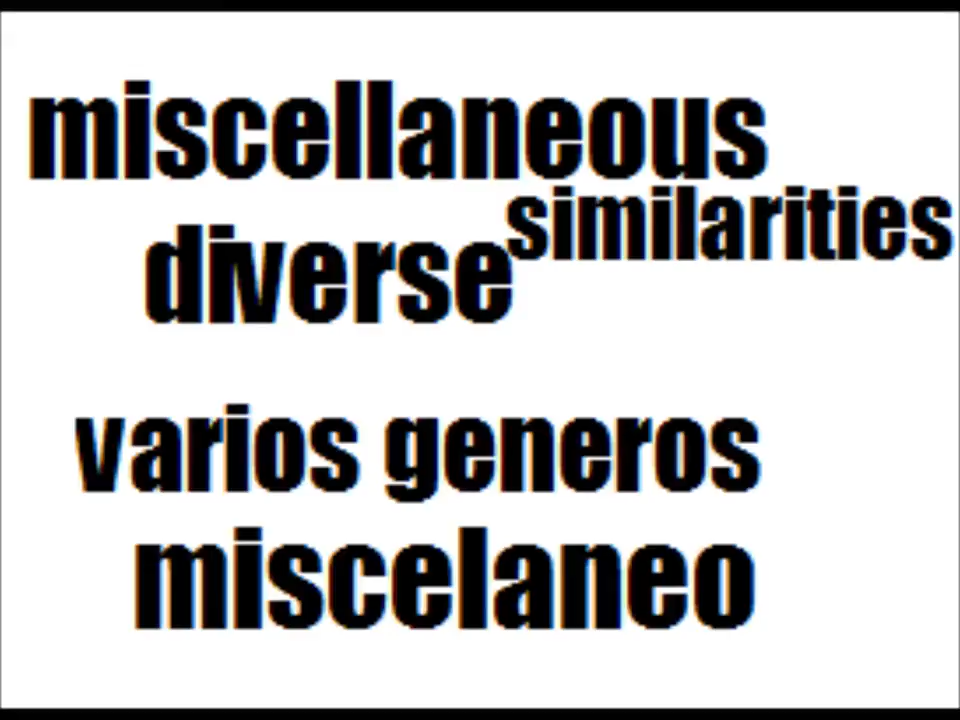 miscellaneous
similarities
diverse
varios generos
miscelaneo